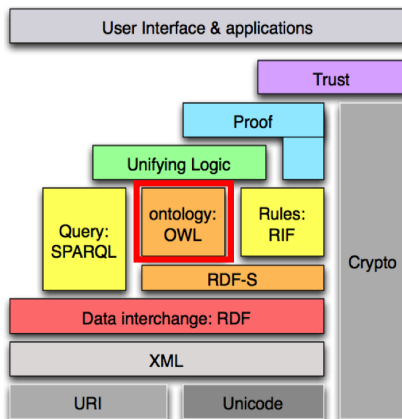 User Interface & applications
Trust
Proof
Unifying Logic
Query:
SPARQL
ontology:
OWL
Rules:
RIF
Crypto
RDF-S
Data interchange: RDF
XML
URI
Unicode